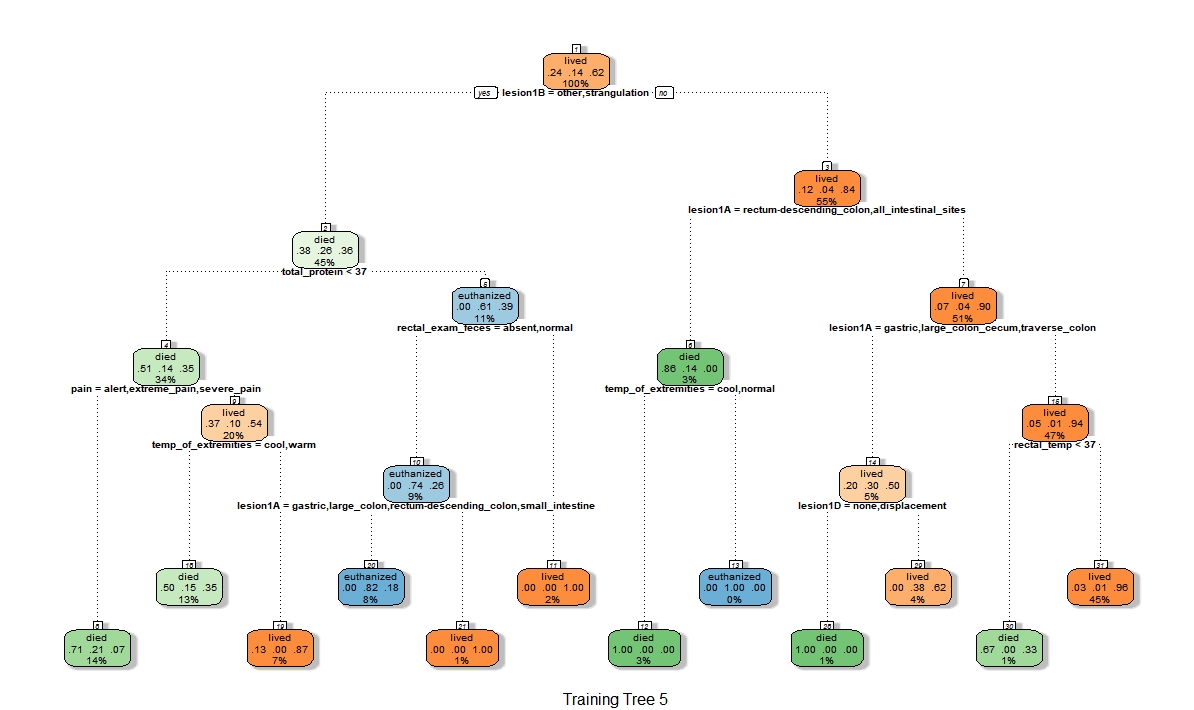 1
lived
.24 .14 .62
100%
yes lesion1B = other,strangulation no
3
lived
.12 .04 .84
55%
lesion1A = rectum-descending_colon,all_intestinal_sites
2
died
.38 .26 .36
45%
total_protein < 37
5
euthanized
.00 .61 .39
11%
rectal_exam_feces = absent,normal
7
lived
.07 .04 .90
51%
lesion1A = gastric,large_colon_cecum,traverse_colon
4
died
.51 .14 .35
34%
pain = alert,extreme_pain,severe_pain
6
died
.86 .14 .00
3%
temp_of_extremities = cool,normal
9
lived
.37 .10 .54
20%
temp_of_extremities = cool,warm
15
lived
.05 .01 .94
47%
rectal_temp < 37
10
euthanized
.00 .74 .26
9%
lesion1A = gastric,large_colon,rectum-descending_colon,small_intestine
14
lived
.20 .30 .50
5%
lesion1D = none,displacement
18
died
.50 .15 .35
13%
20
euthanized
.00 .82 .18
8%
11
lived
.00 .00 1.00
2%
13
euthanized
.00 1.00 .00
0%
29
lived
.00 .38 .62
4%
31
lived
.03 .01 .96
45%
8
died
.71 .21 .07
14%
19
lived
.13 .00 .87
7%
21
lived
.00 .00 1.00
1%
12
died
1.00 .00 .00
3%
28
died
1.00 .00 .00
1%
30
died
.67 .00 .33
1%
Training Tree 5